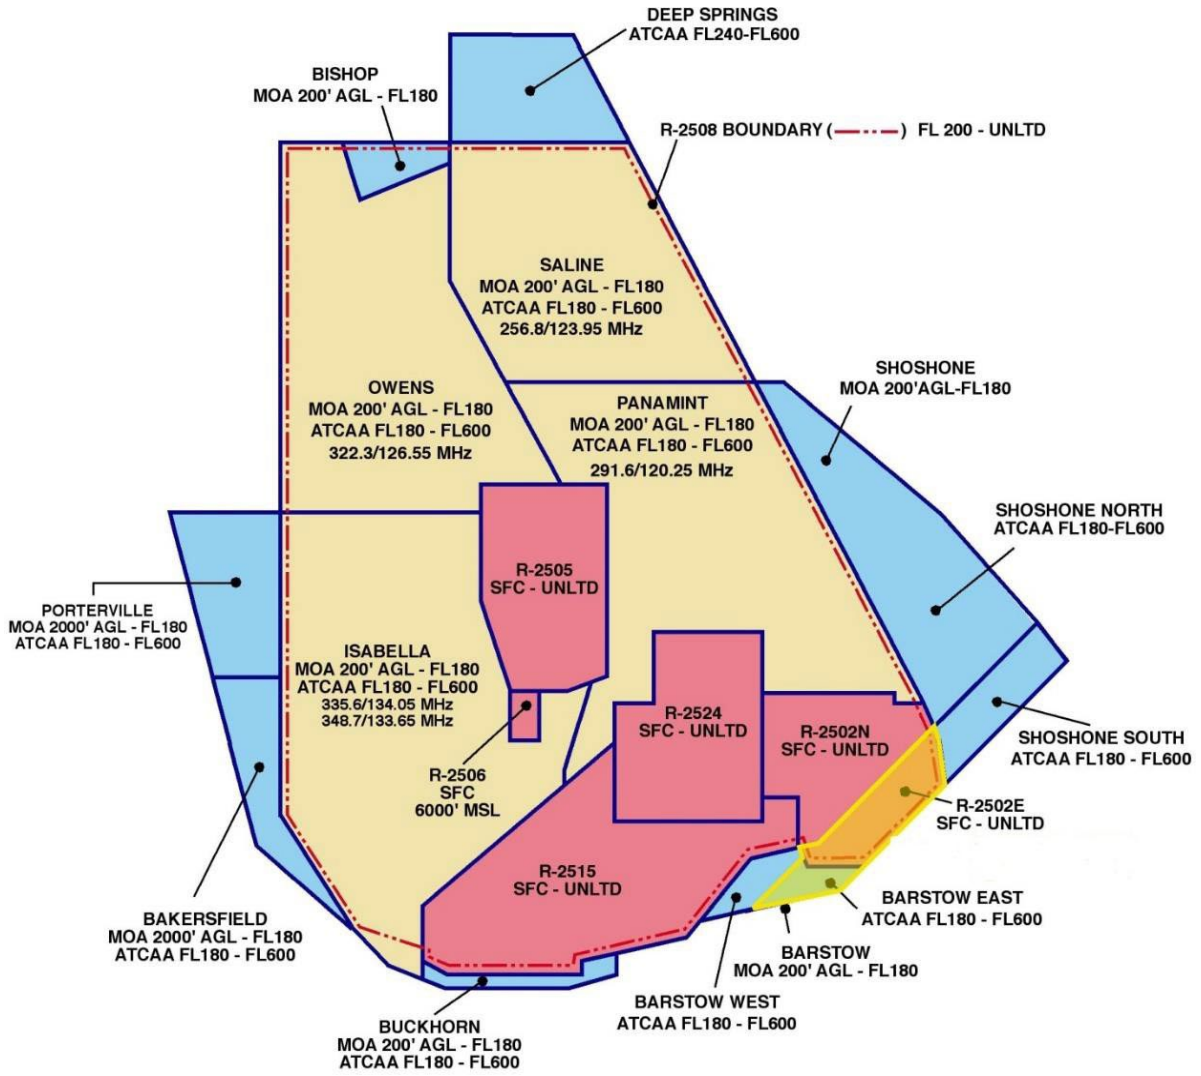 DEEP SPRINGS
ATCAA FL240-FL600
BISHOP
MOA 200' AGL - FL180
R-2508 BOUNDARY ( ) FL 200 - UNLTD
SALINE
MOA 200' AGL - FL180
ATCAA FL180 - FL600
256.8/123.95 MHz
SHOSHONE
MOA 200'AGL-FL180
OWENS
MOA 200' AGL - FL180
ATCAA FL180 - FL600
322.3/126.55 MHz
PANAMINT
MOA 200' AGL - FL180
ATCAA FL180 - FL600
291.6/120.25 MHz
SHOSHONE NORTH
ATCAA FL180-FL600
R-2505
SFC - UNLTD
PORTERVILLE
MOA 2000' AGL - FL180
ATCAA FL180 - FL600
ISABELLA
MOA 200' AGL - FL180
ATCAA FL180 - FL600
335.6/134.05 MHz
348.7/133.65 MHz
R-2524
SFC - UNLTD
R-2502N
SFC - UNLTD
SHOSHONE SOUTH
ATCAA FL180 - FL600
R-2506
SFC
6000' MSL
R-2502E
SFC - UNLTD
R-2515
SFC - UNLTD
BARSTOW EAST
ATCAA FL180 - FL600
BAKERSFIELD
MOA 2000' AGL - FL180
ATCAA FL180 - FL600
BARSTOW
MOA 200' AGL - FL180
BARSTOW WEST
ATCAA FL180 - FL600
BUCKHORN
MOA 200' AGL - FL180
ATCAA FL180 - FL600